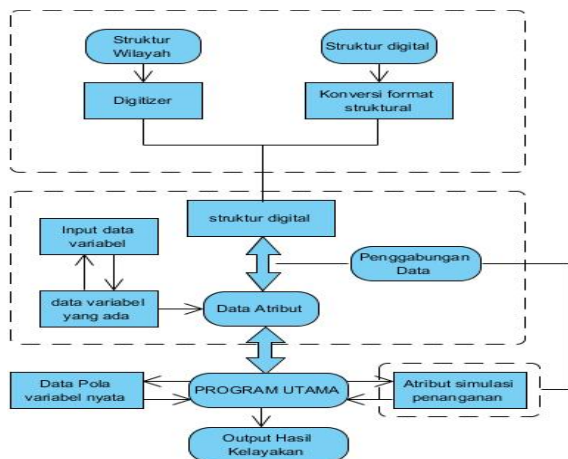 Struktur
Wilayah
Struktur digital
Digitizer
Konversi format
struktural
struktur digital
Input data
variabel
Penggabungan
Data
data variabel
yang ada
Data Atribut
Data Pola
variabel nyata
PROGRAM UTAMA
Atribut simulasi
penanganan
Output Hasil
Kelayakan